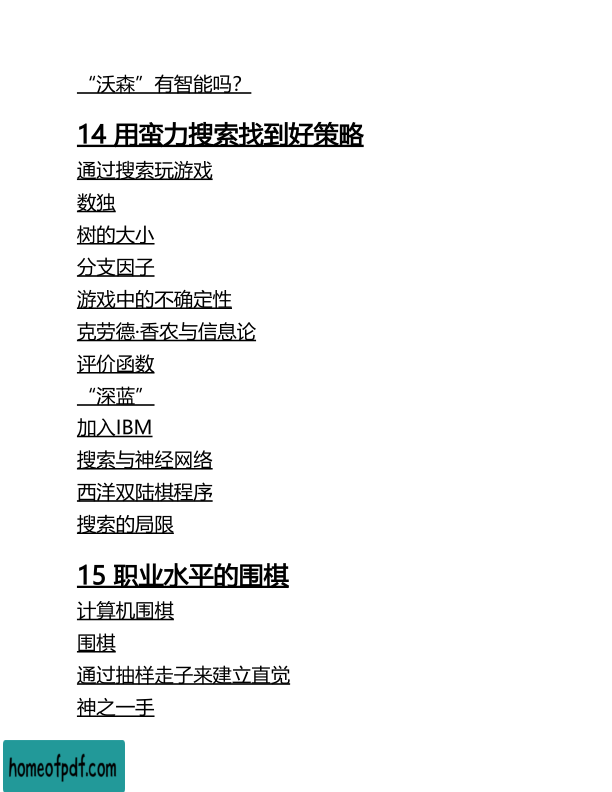 “沃森”有智能吗？
14 用蛮力搜索找到好策略
通过搜索玩游戏
数独
树的大小
分支因子
游戏中的不确定性
克劳德·香农与信息论
评价函数
“深蓝”
加入IBM
搜索与神经网络
西洋双陆棋程序
搜索的局限
15 职业水平的围棋
计算机围棋
围棋
通过抽样走子来建立直觉
神之一手
homeofpdf.com